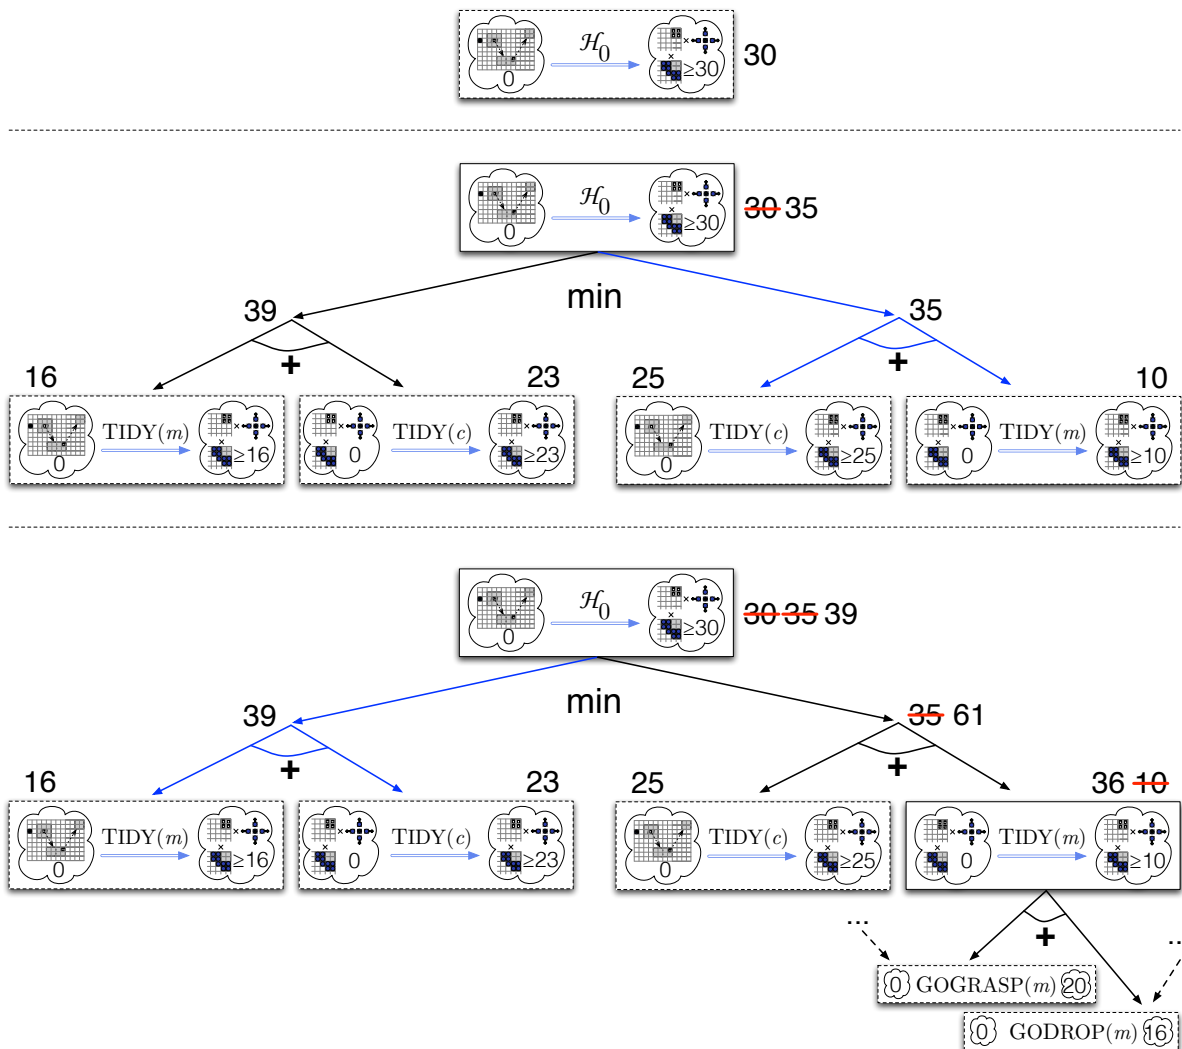 ℋ0
0 ≥30 30
ℋ0
0 ≥30 30 35
min
39 35
+ +
16 23 25 10
TIDY(m) TIDY(c) TIDY(c) TIDY(m)
0 ≥16 0 ≥23 0 ≥25 0 ≥10
ℋ0
0 ≥30 30 35 39
min
39 35 61
+ +
16 23 25 36 10
TIDY(m) TIDY(c) TIDY(c) TIDY(m)
0 ≥16 0 ≥23 0 ≥25 0 ≥10
... ..
+
0 GOGRASP(m) 20
0 GODROP(m) 16